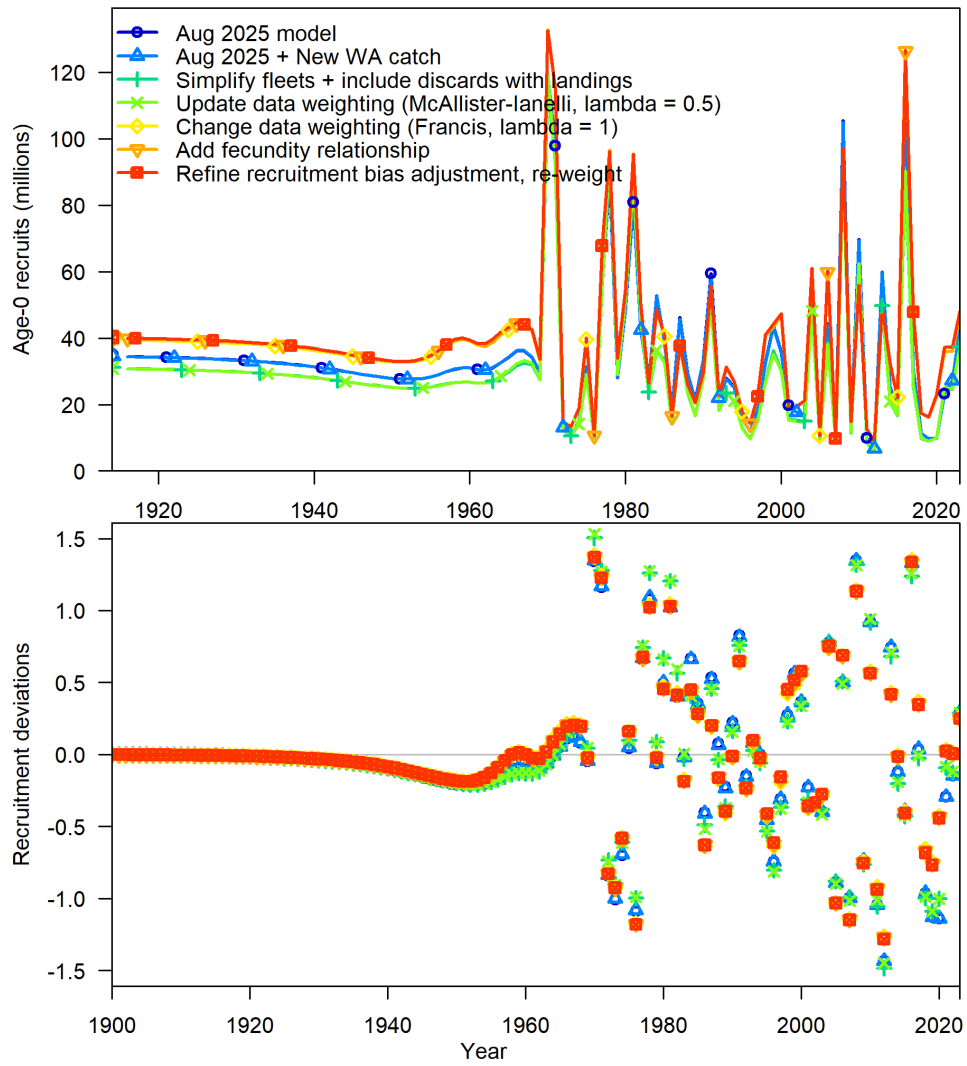 Aug 2025 model
Aug 2025 + New WA catch
Simplify fleets + include discards with landings
Update data weighting (McAllister-Ianelli, lambda = 0.5)
Change data weighting (Francis, lambda = 1)
Add fecundity relationship
Refine recruitment bias adjustment, re-weight
Age-0 recruits (millions)
120
100
80
60
40
20
0
1920 1940 1960 1980 2000 2020
Recruitment deviations
1.5
1.0
0.5
0.0
-0.5
-1.0
-1.5
1900 1920 1940 1960 1980 2000 2020
Year